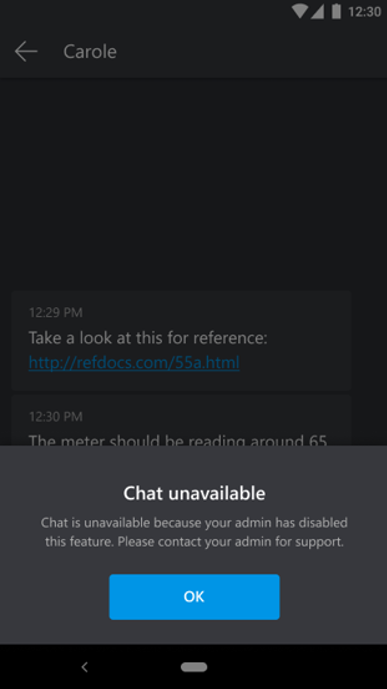 12:30
Carole
12:29 PM
Take a look at this for reference:
http://refdocs.com/55a.html
12:30 PM
The meter should be reading around 65
Chat unavailable
Chat is unavailable because your admin has disabled
this feature. Please contact your admin for support.
OK